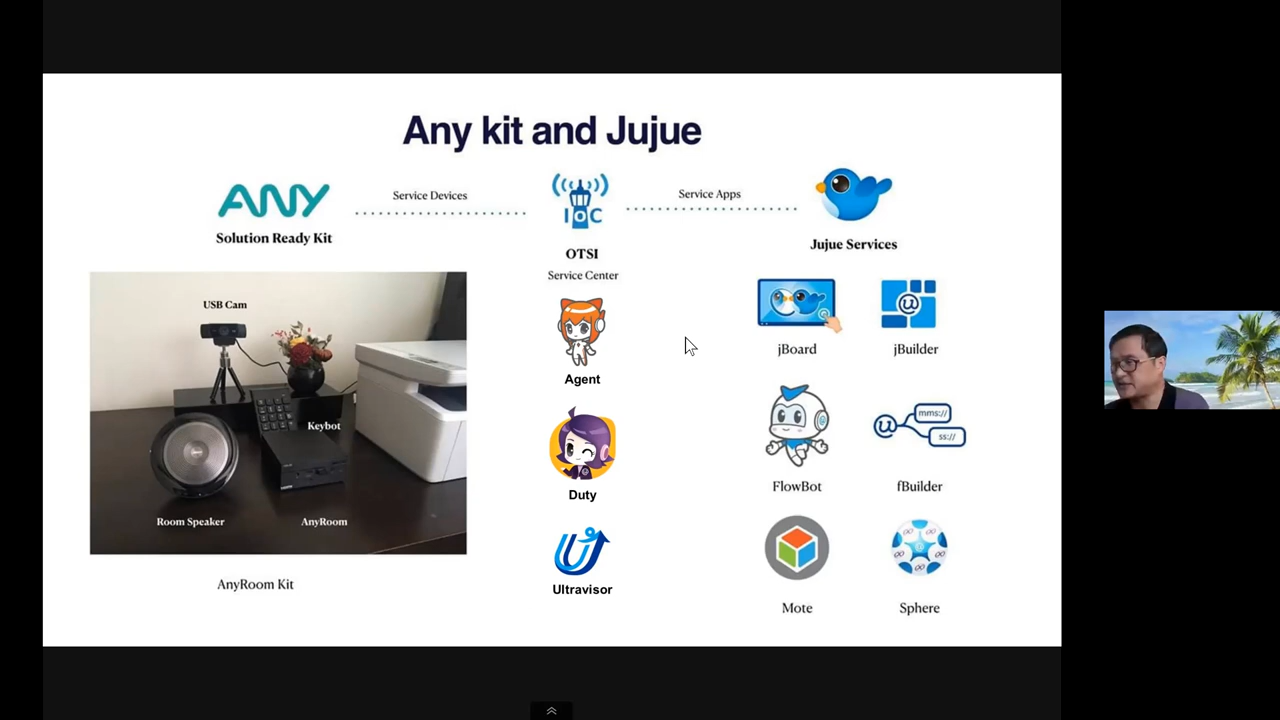 Any kit and Jujue
ANY
Service Devices
IOC
Service Apps
Solution Ready Kit
OTSI
Service Center
Jujue Services
USB Cam
Keybot
Room Speaker
AnyRoom
AnyRoom Kit
Agent
Duty
Ultravisor
jBoard
jBuilder
mms://
ss://
FlowBot
fBuilder
Mote
Sphere